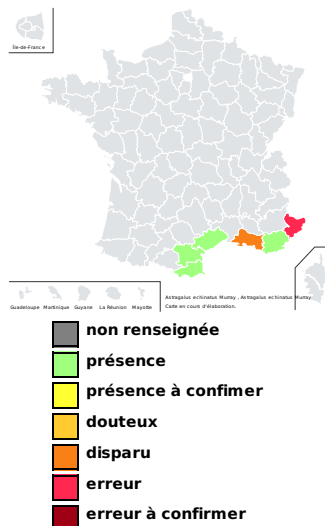 Île-de-France
Guadeloupe Martinique Guyane La Réunion Mayotte
Astragalus echinatus Murray , Astragalus echinatus Murray
Carte en cours d'élaboration.
non renseignée
présence
présence à confimer
douteux
disparu
erreur
erreur à confirmer